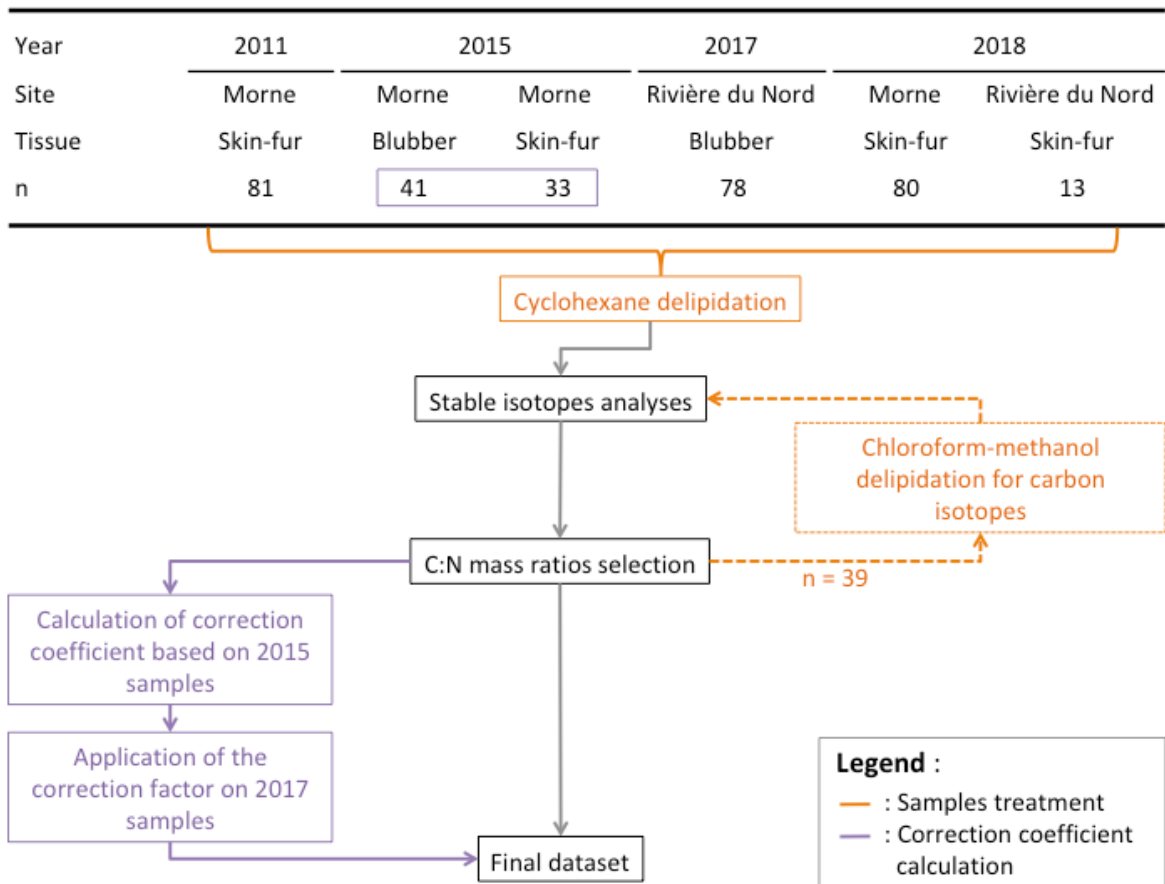 Year 2011 2015 2017 2018
Site Morne Morne Morne Rivière du Nord Morne Rivière du Nord
Tissue Skin-fur Blubber Skin-fur Blubber Skin-fur Skin-fur
n 81 41 33 78 80 13
Cyclohexane delipidation
Stable isotopes analyses
Chloroform-methanol
delipidation for carbon
isotopes
C:N mass ratios selection
n = 39
Calculation of correction
coefficient based on 2015
samples
Application of the
correction factor on 2017
samples
Final dataset
Legend :
: Samples treatment
: Correction coefficient
calculation